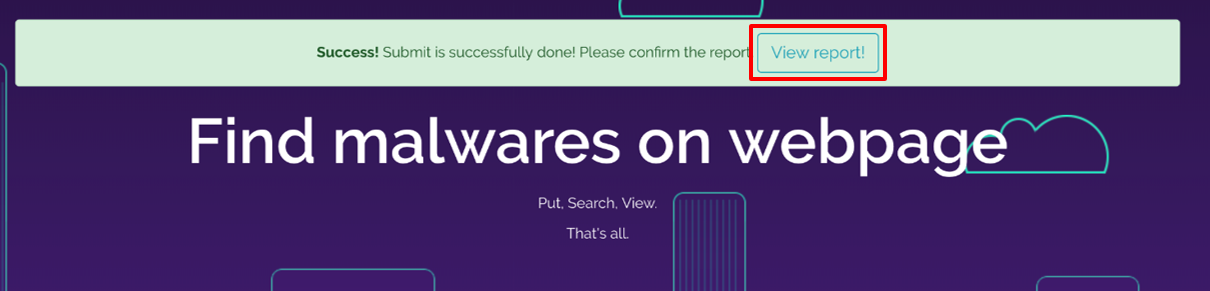 Success! Submit is successfully done! Please confirm the report View report!
Find malwares on webpage
Put, Search, View.
That's all.